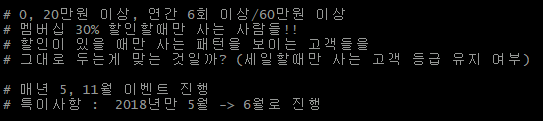 # 0, 20만원 이상, 연간 6회 이상/60만원 이상
# 멤버십 30% 할인할때만 사는 사람들!!
# 할인이 있을 때만 사는 패턴을 보이는 고객들을
# 그대로 두는게 맞는 것일까? (세일할때만 사는 고객 등급 유지 여부)
# 매년 5, 11월 이벤트 진행
# 특이사항 : 2018년만 5월 -> 6월로 진행